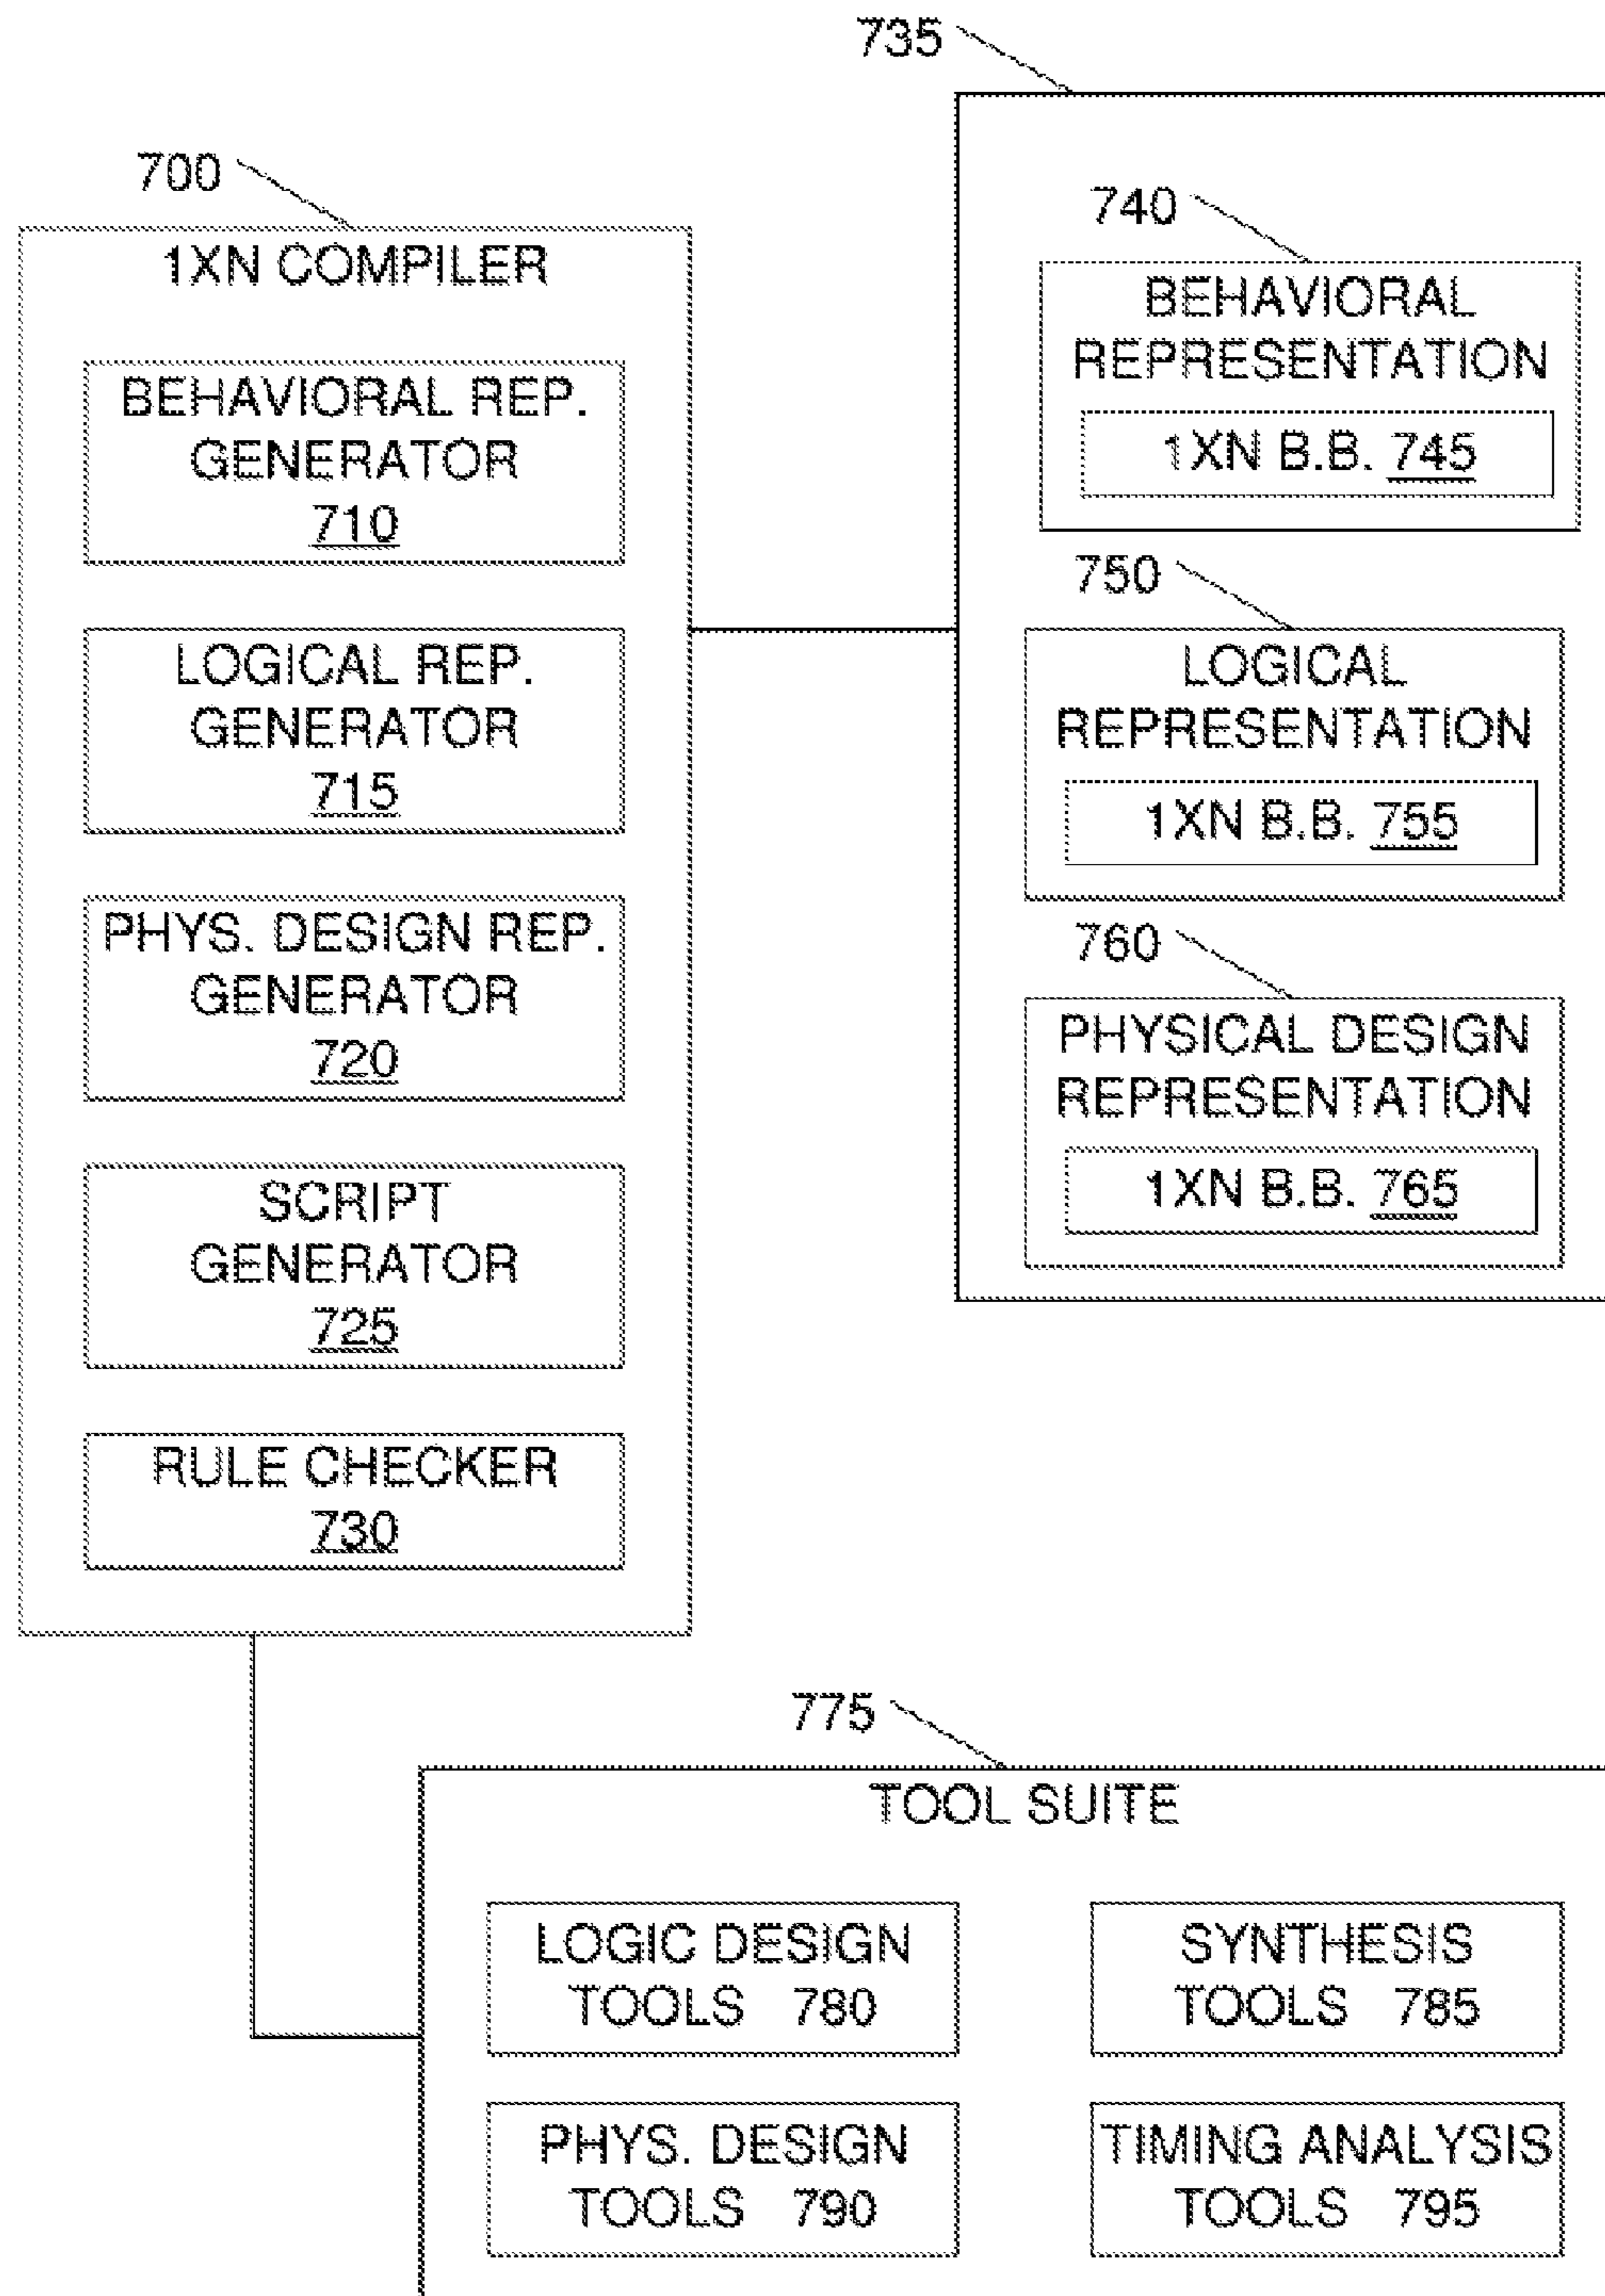 735
700
1XN COMPILER
BEHAVIORAL REP.
GENERATOR
710
LOGICAL REP.
GENERATOR
715
PHYS. DESIGN REP.
GENERATOR
720
SCRIPT
GENERATOR
725
RULE CHECKER
730
740
BEHAVIORAL
REPRESENTATION
1XN B.B. 745
750
LOGICAL
REPRESENTATION
1XN B.B. 755
760
PHYSICAL DESIGN
REPRESENTATION
1XN B.B. 765
775
TOOL SUITE
LOGIC DESIGN
TOOLS 780
SYNTHESIS
TOOLS 785
PHYS. DESIGN
TOOLS 790
TIMING ANALYSIS
TOOLS 795